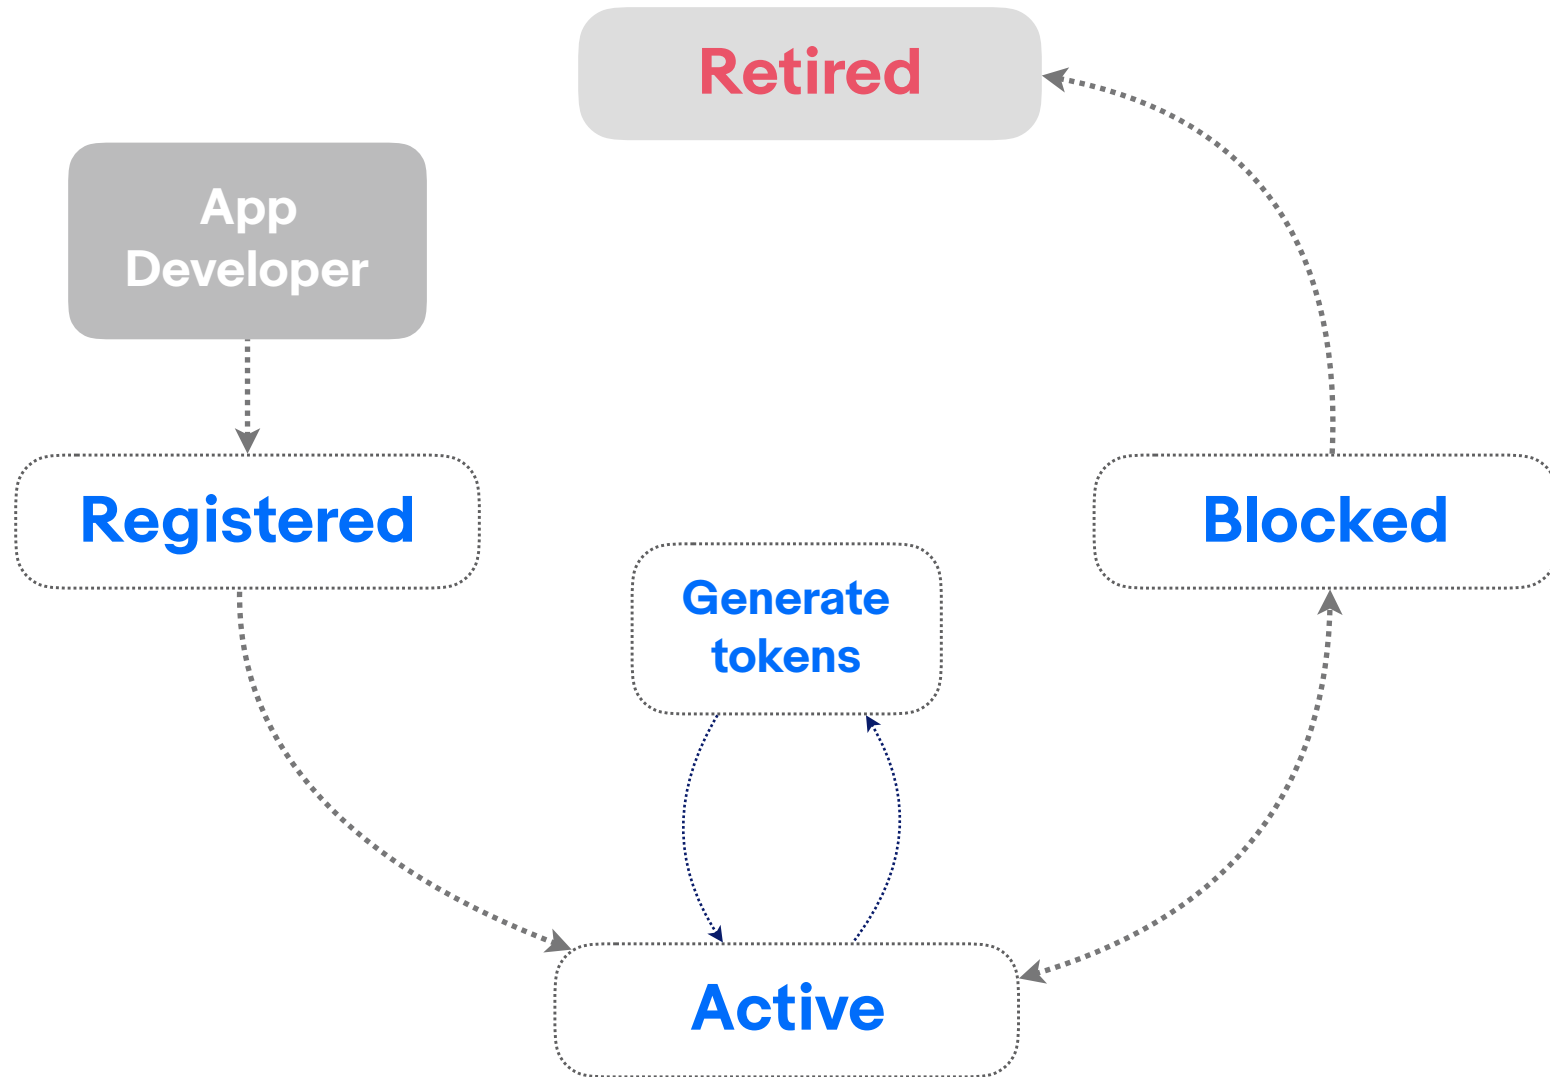 Retired
App
Developer
Registered
Blocked
Generate
tokens
Active